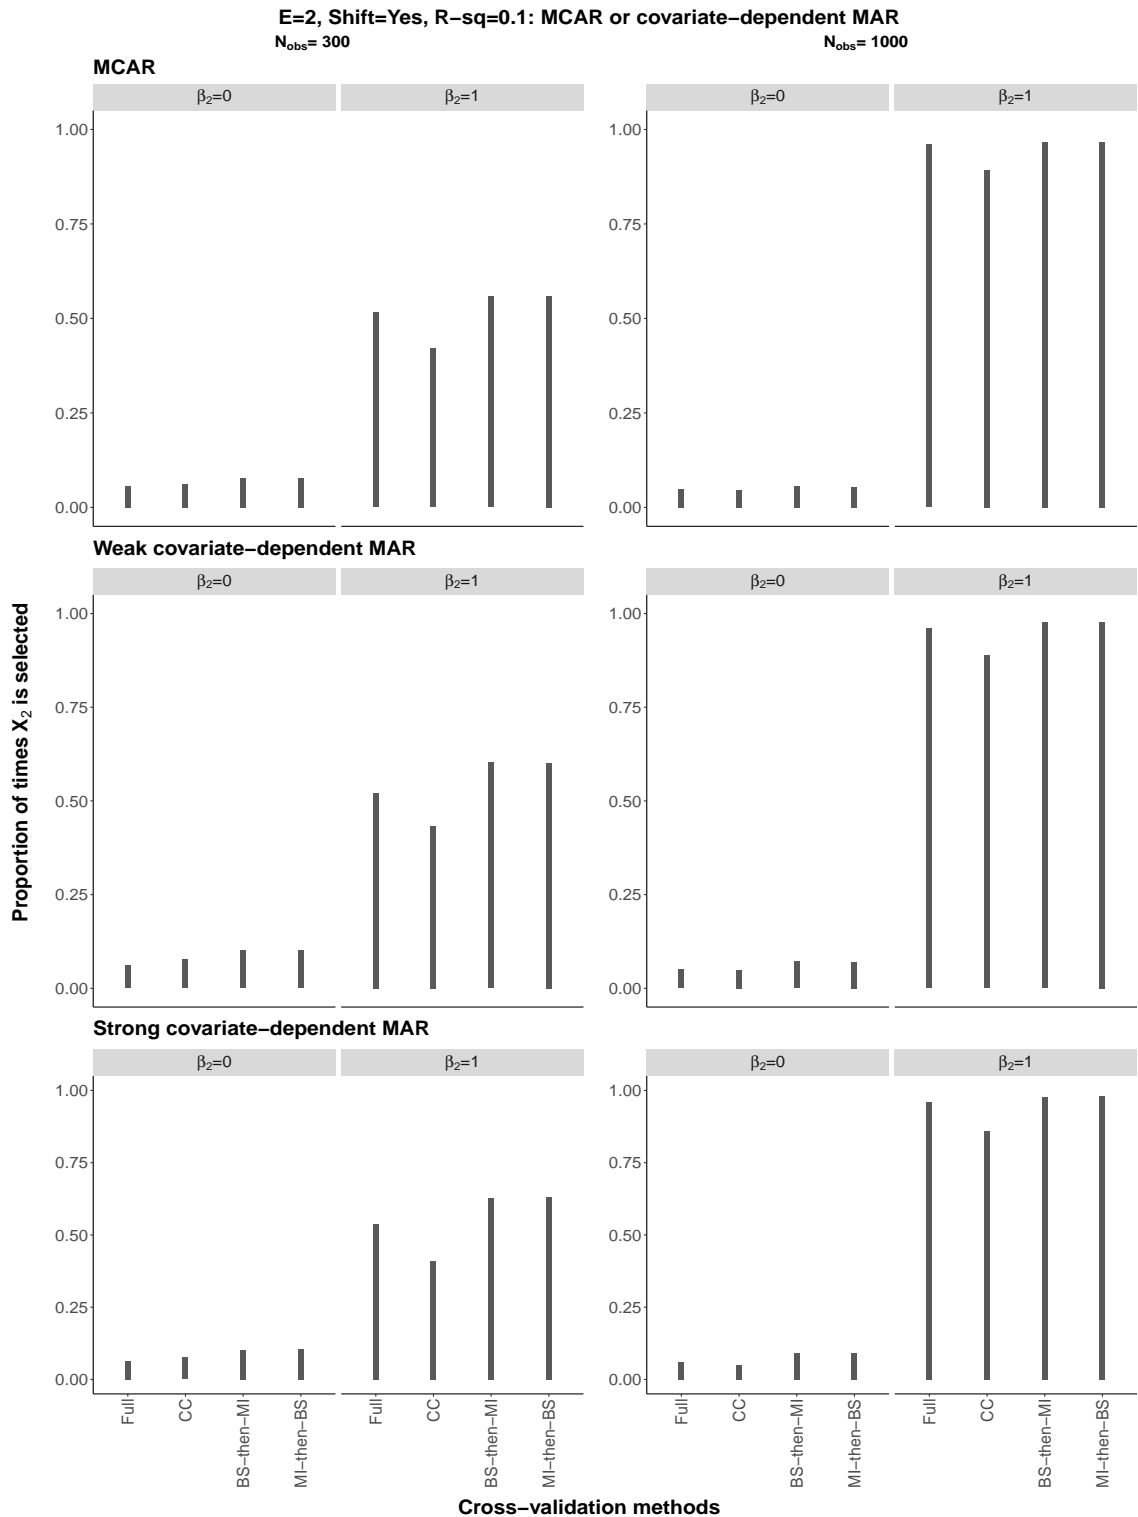 E=2, Shift=Yes, R−sq=0.1: MCAR or covariate−dependent MAR
N_obs= 300
N_obs= 1000
MCAR
β₂=0
β₂=1
β₂=0
β₂=1
1.00
0.75
0.50
0.25
0.00
1.00
0.75
0.50
0.25
0.00
Weak covariate−dependent MAR
β₂=0
β₂=1
β₂=0
β₂=1
1.00
0.75
0.50
0.25
0.00
1.00
0.75
0.50
0.25
0.00
Proportion of times X₂ is selected
Strong covariate−dependent MAR
β₂=0
β₂=1
β₂=0
β₂=1
1.00
0.75
0.50
0.25
0.00
1.00
0.75
0.50
0.25
0.00
Full
CC
BS−then−MI
MI−then−BS
Full
CC
BS−then−MI
MI−then−BS
Full
CC
BS−then−MI
MI−then−BS
Full
CC
BS−then−MI
MI−then−BS
Cross−validation methods